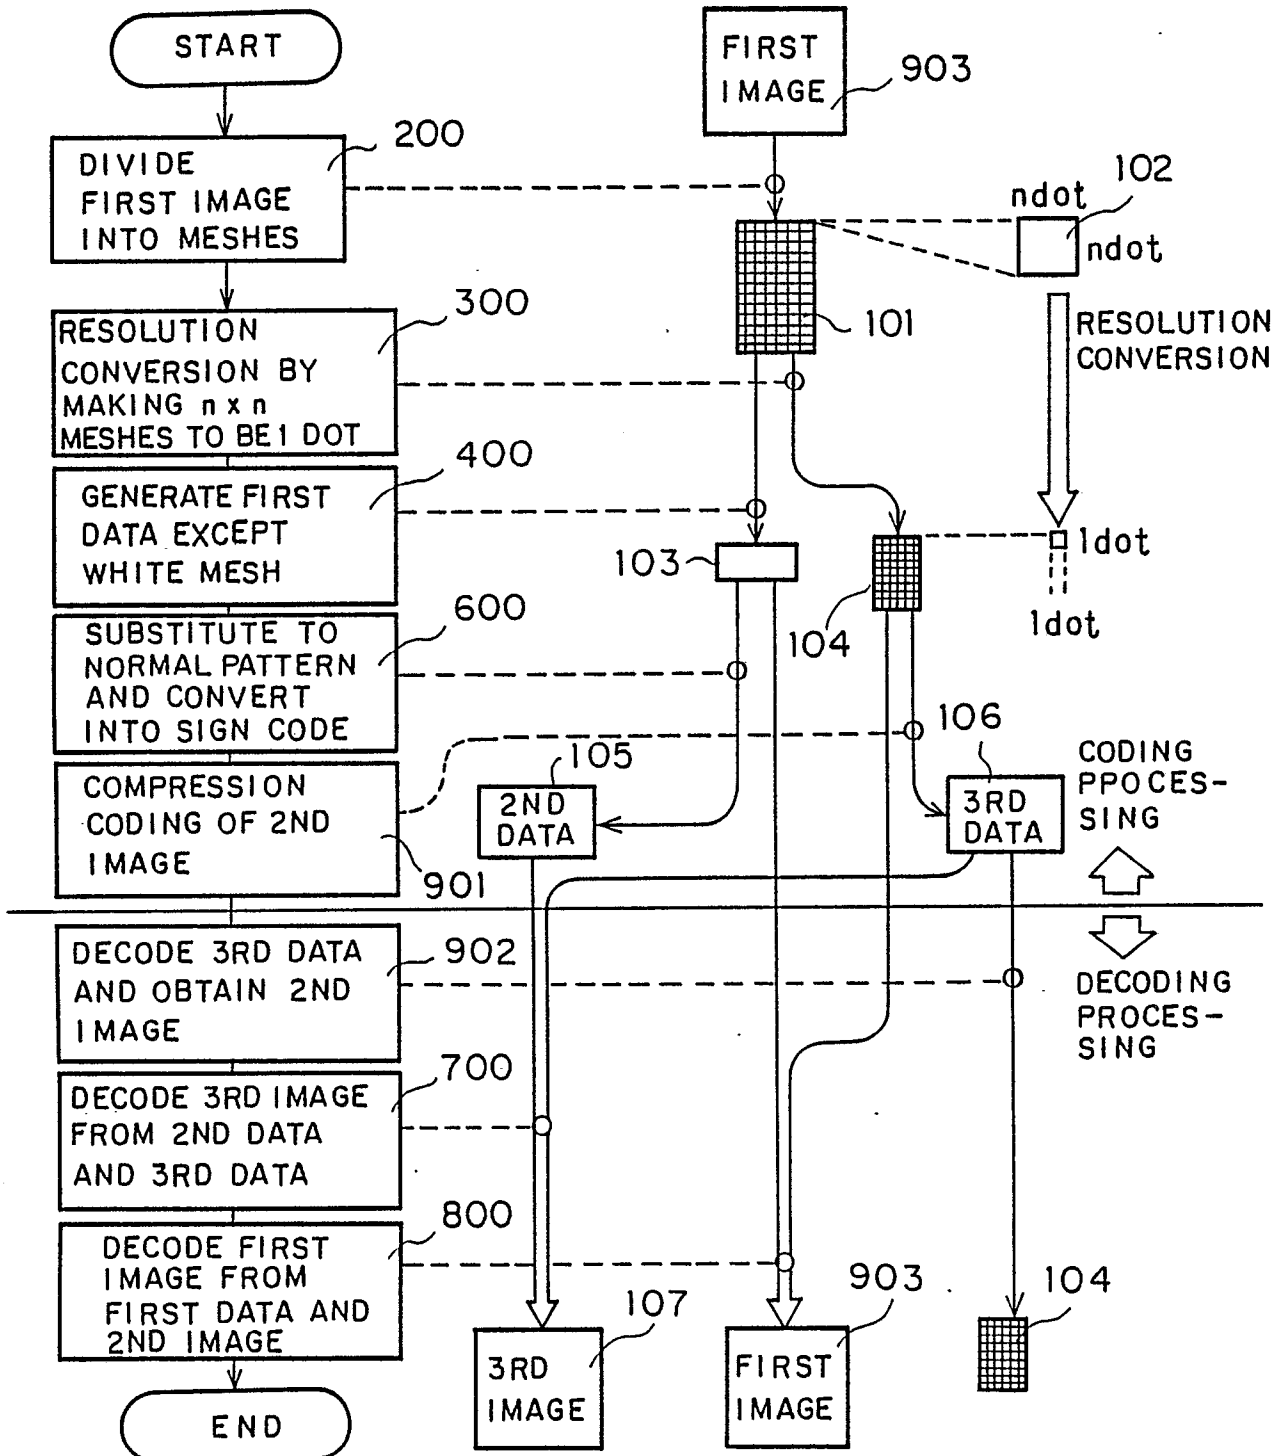 START
200
DIVIDE
FIRST IMAGE
INTO MESHES
300
RESOLUTION
CONVERSION BY
MAKING n x n
MESHES TO BE 1 DOT
400
GENERATE FIRST
DATA EXCEPT
WHITE MESH
600
SUBSTITUTE TO
NORMAL PATTERN
AND CONVERT
INTO SIGN CODE
COMPRESSION
CODING OF 2ND
IMAGE
901
DECODE 3RD DATA
AND OBTAIN 2ND
IMAGE
902
700
DECODE 3RD IMAGE
FROM 2ND DATA
AND 3RD DATA
800
DECODE FIRST
IMAGE FROM
FIRST DATA AND
2ND IMAGE
END
FIRST
IMAGE
903
102
ndot
ndot
101
RESOLUTION
CONVERSION
103
104
1dot
1dot
105
2ND
DATA
106
3RD
DATA
CODING
PPOCES-
SING
DECODING
PROCES-
SING
107
3RD
IMAGE
903
FIRST
IMAGE
104